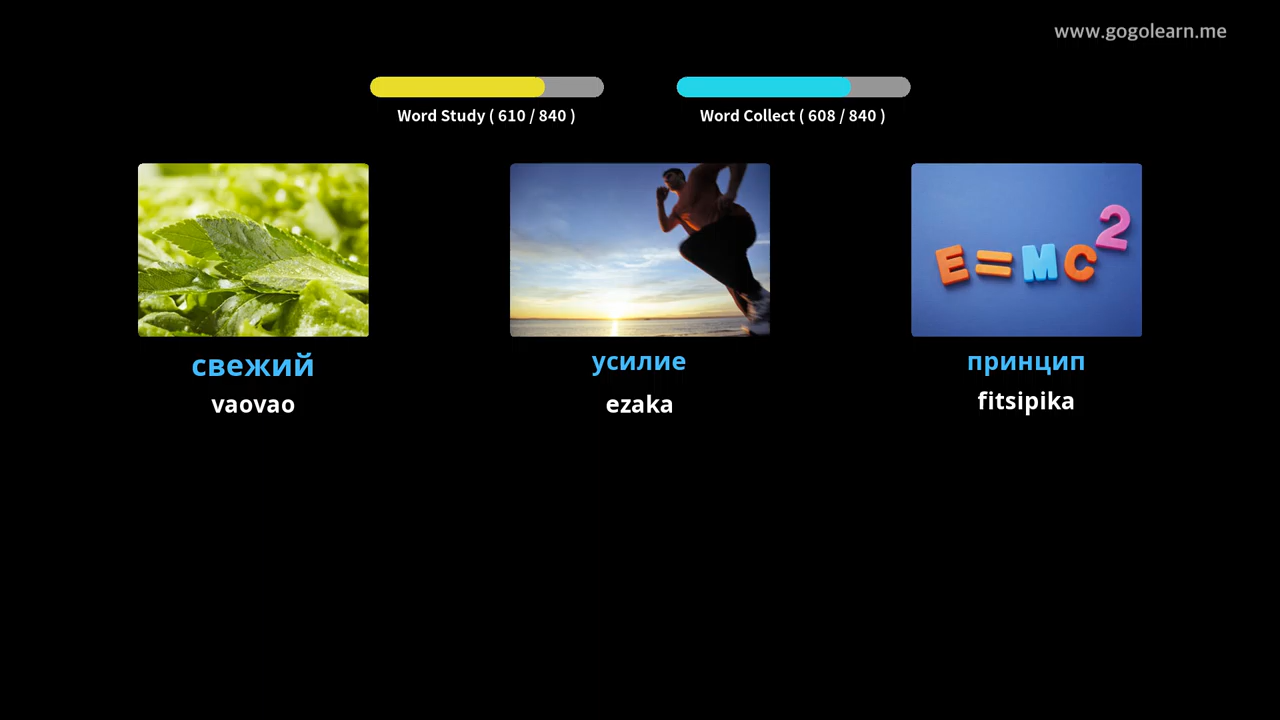 www.gogolearn.me
Word Study ( 610 / 840 )
Word Collect ( 608 / 840 )
E=MC²
свежий
усилие
принцип
vaovao
ezaka
fitsipika